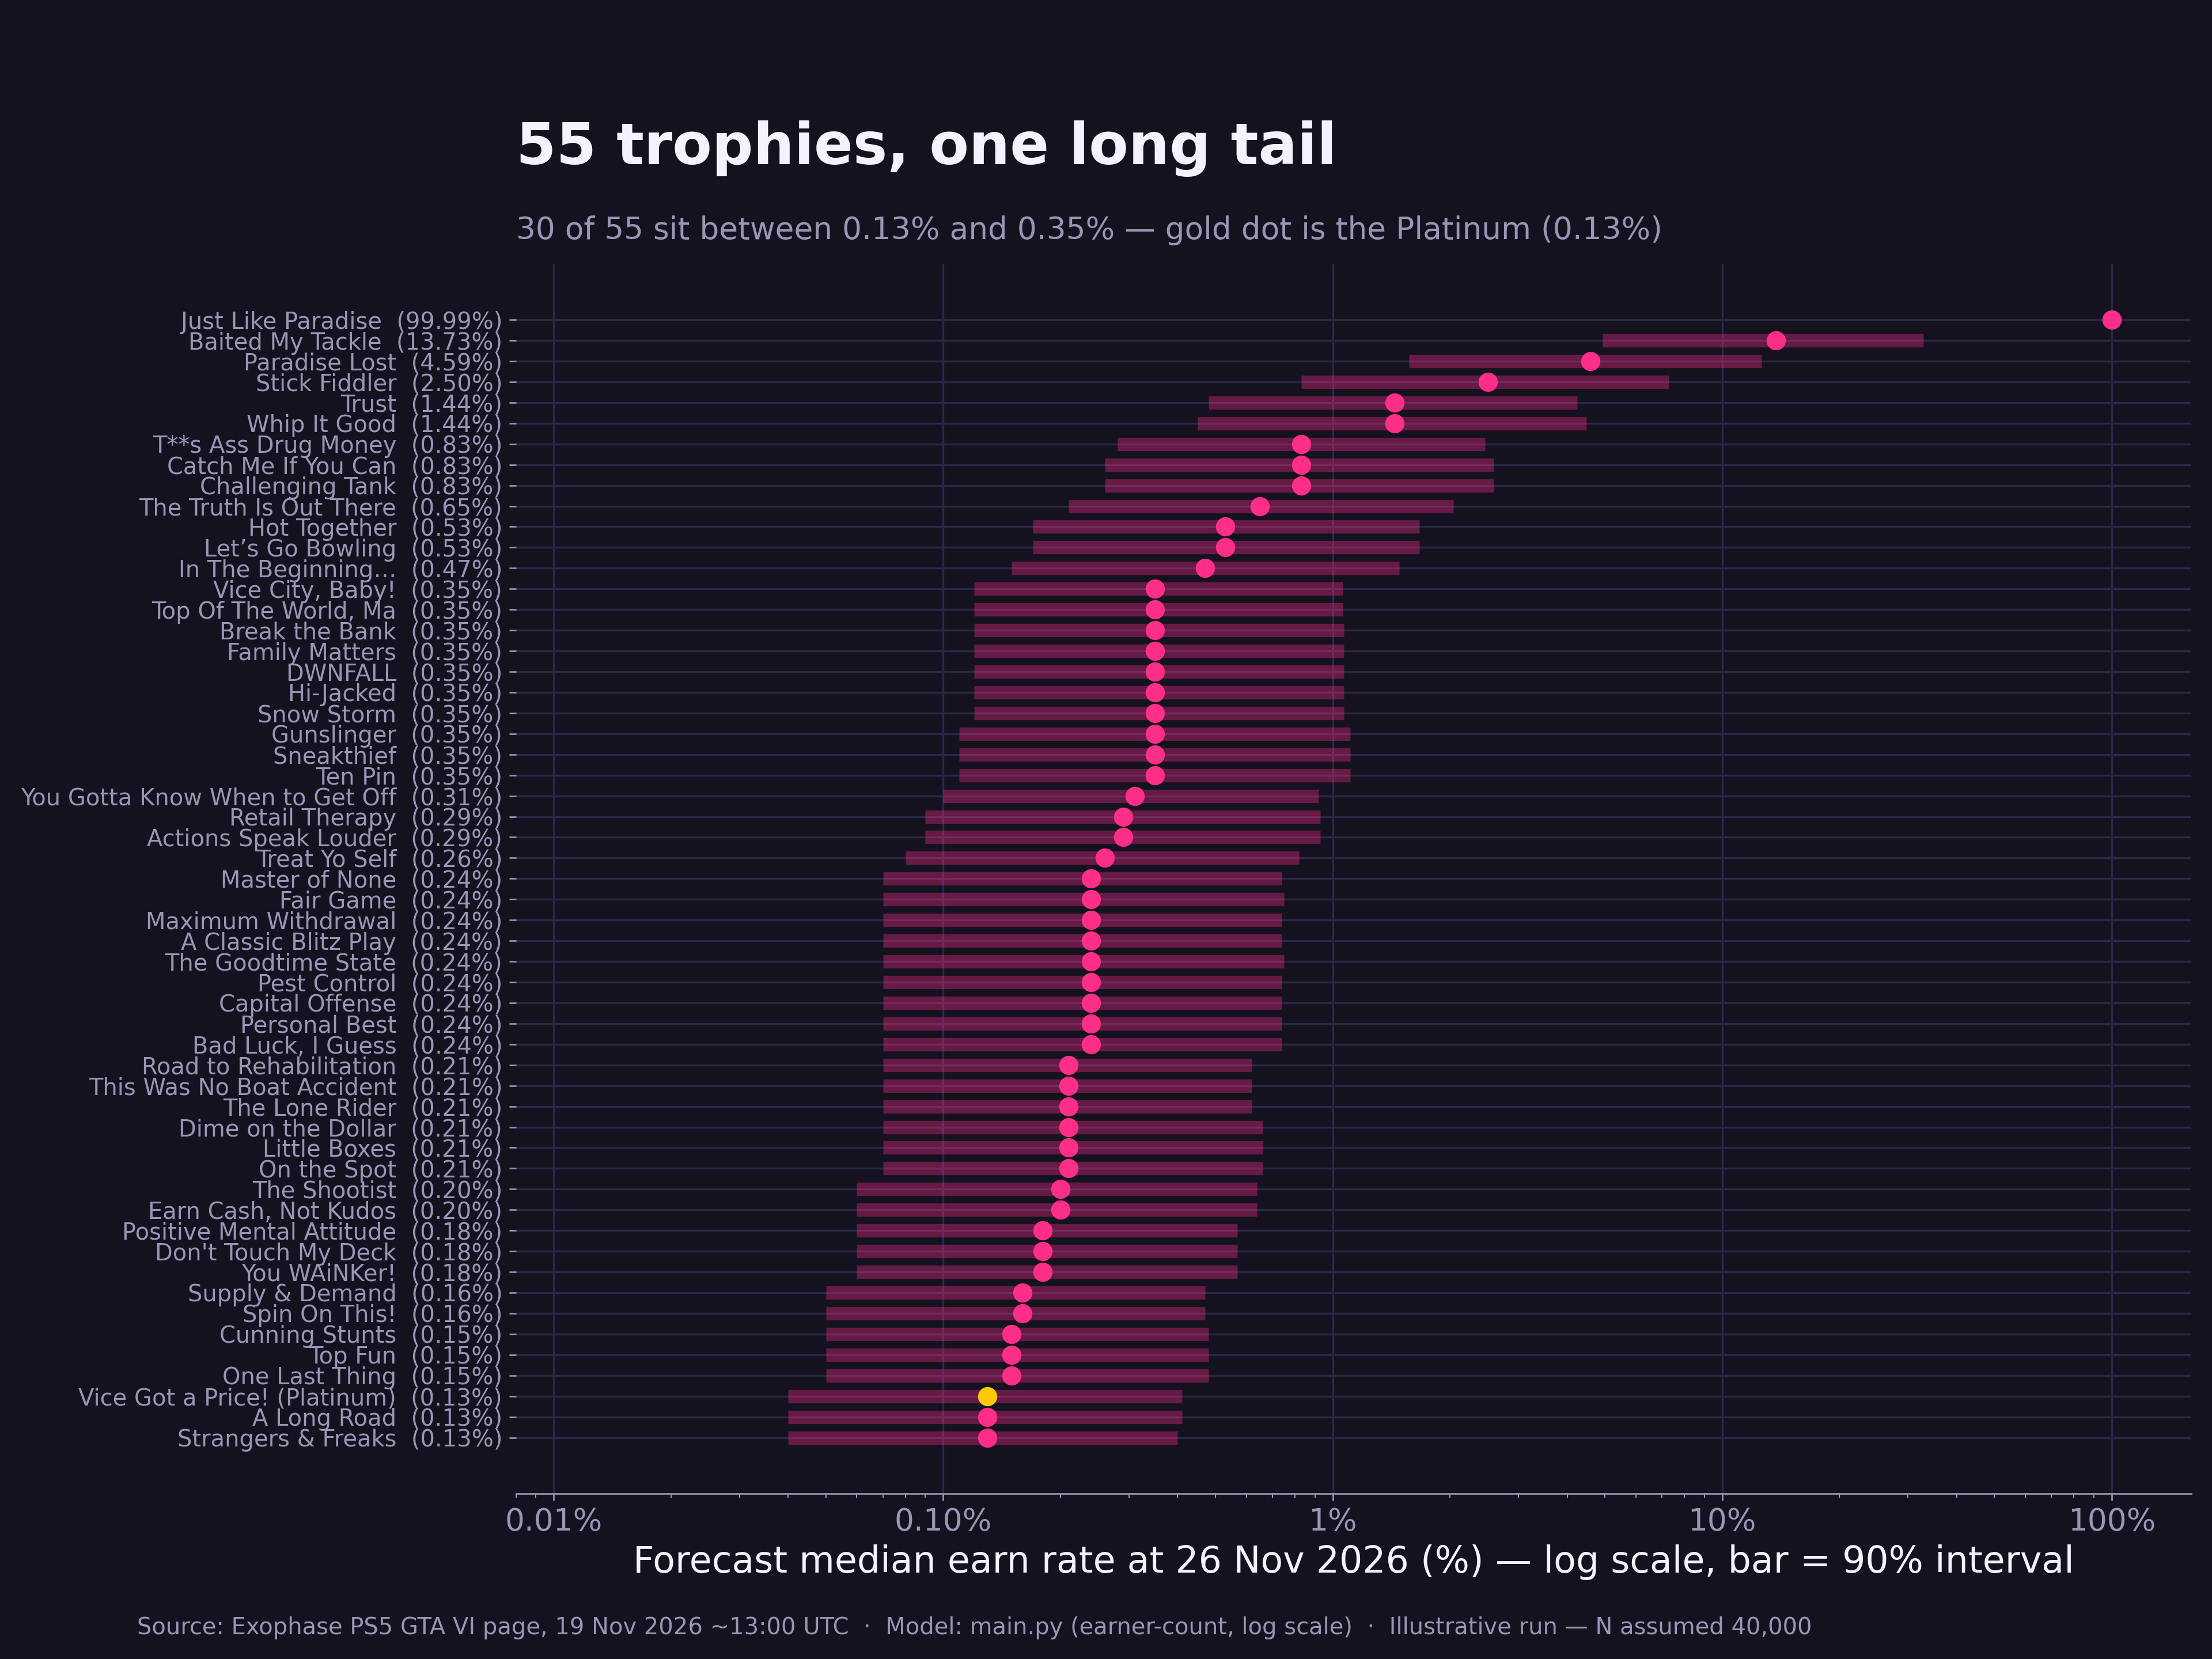 55 trophies, one long tail
30 of 55 sit between 0.13% and 0.35% — gold dot is the Platinum (0.13%)
Just Like Paradise (99.99%)
Baited My Tackle (13.73%)
Paradise Lost (4.59%)
Stick Fiddler (2.50%)
Trust (1.44%)
Whip It Good (1.44%)
T**s Ass Drug Money (0.83%)
Catch Me If You Can (0.83%)
Challenging Tank (0.83%)
The Truth Is Out There (0.65%)
Hot Together (0.53%)
Let’s Go Bowling (0.53%)
In The Beginning... (0.47%)
Vice City, Baby! (0.35%)
Top Of The World, Ma (0.35%)
Break the Bank (0.35%)
Family Matters (0.35%)
DWNFALL (0.35%)
Hi-Jacked (0.35%)
Snow Storm (0.35%)
Gunslinger (0.35%)
Sneakthief (0.35%)
Ten Pin (0.35%)
You Gotta Know When to Get Off (0.31%)
Retail Therapy (0.29%)
Actions Speak Louder (0.29%)
Treat Yo Self (0.26%)
Master of None (0.24%)
Fair Game (0.24%)
Maximum Withdrawal (0.24%)
A Classic Blitz Play (0.24%)
The Goodtime State (0.24%)
Pest Control (0.24%)
Capital Offense (0.24%)
Personal Best (0.24%)
Bad Luck, I Guess (0.24%)
Road to Rehabilitation (0.21%)
This Was No Boat Accident (0.21%)
The Lone Rider (0.21%)
Dime on the Dollar (0.21%)
Little Boxes (0.21%)
On the Spot (0.21%)
The Shootist (0.20%)
Earn Cash, Not Kudos (0.20%)
Positive Mental Attitude (0.18%)
Don't Touch My Deck (0.18%)
You WAiNKer! (0.18%)
Supply & Demand (0.16%)
Spin On This! (0.16%)
Cunning Stunts (0.15%)
Top Fun (0.15%)
One Last Thing (0.15%)
Vice Got a Price! (Platinum) (0.13%)
A Long Road (0.13%)
Strangers & Freaks (0.13%)
0.01% 0.10% 1% 10% 100%
Forecast median earn rate at 26 Nov 2026 (%) — log scale, bar = 90% interval
Source: Exophase PS5 GTA VI page, 19 Nov 2026 ~13:00 UTC · Model: main.py (earner-count, log scale) · Illustrative run — N assumed 40,000